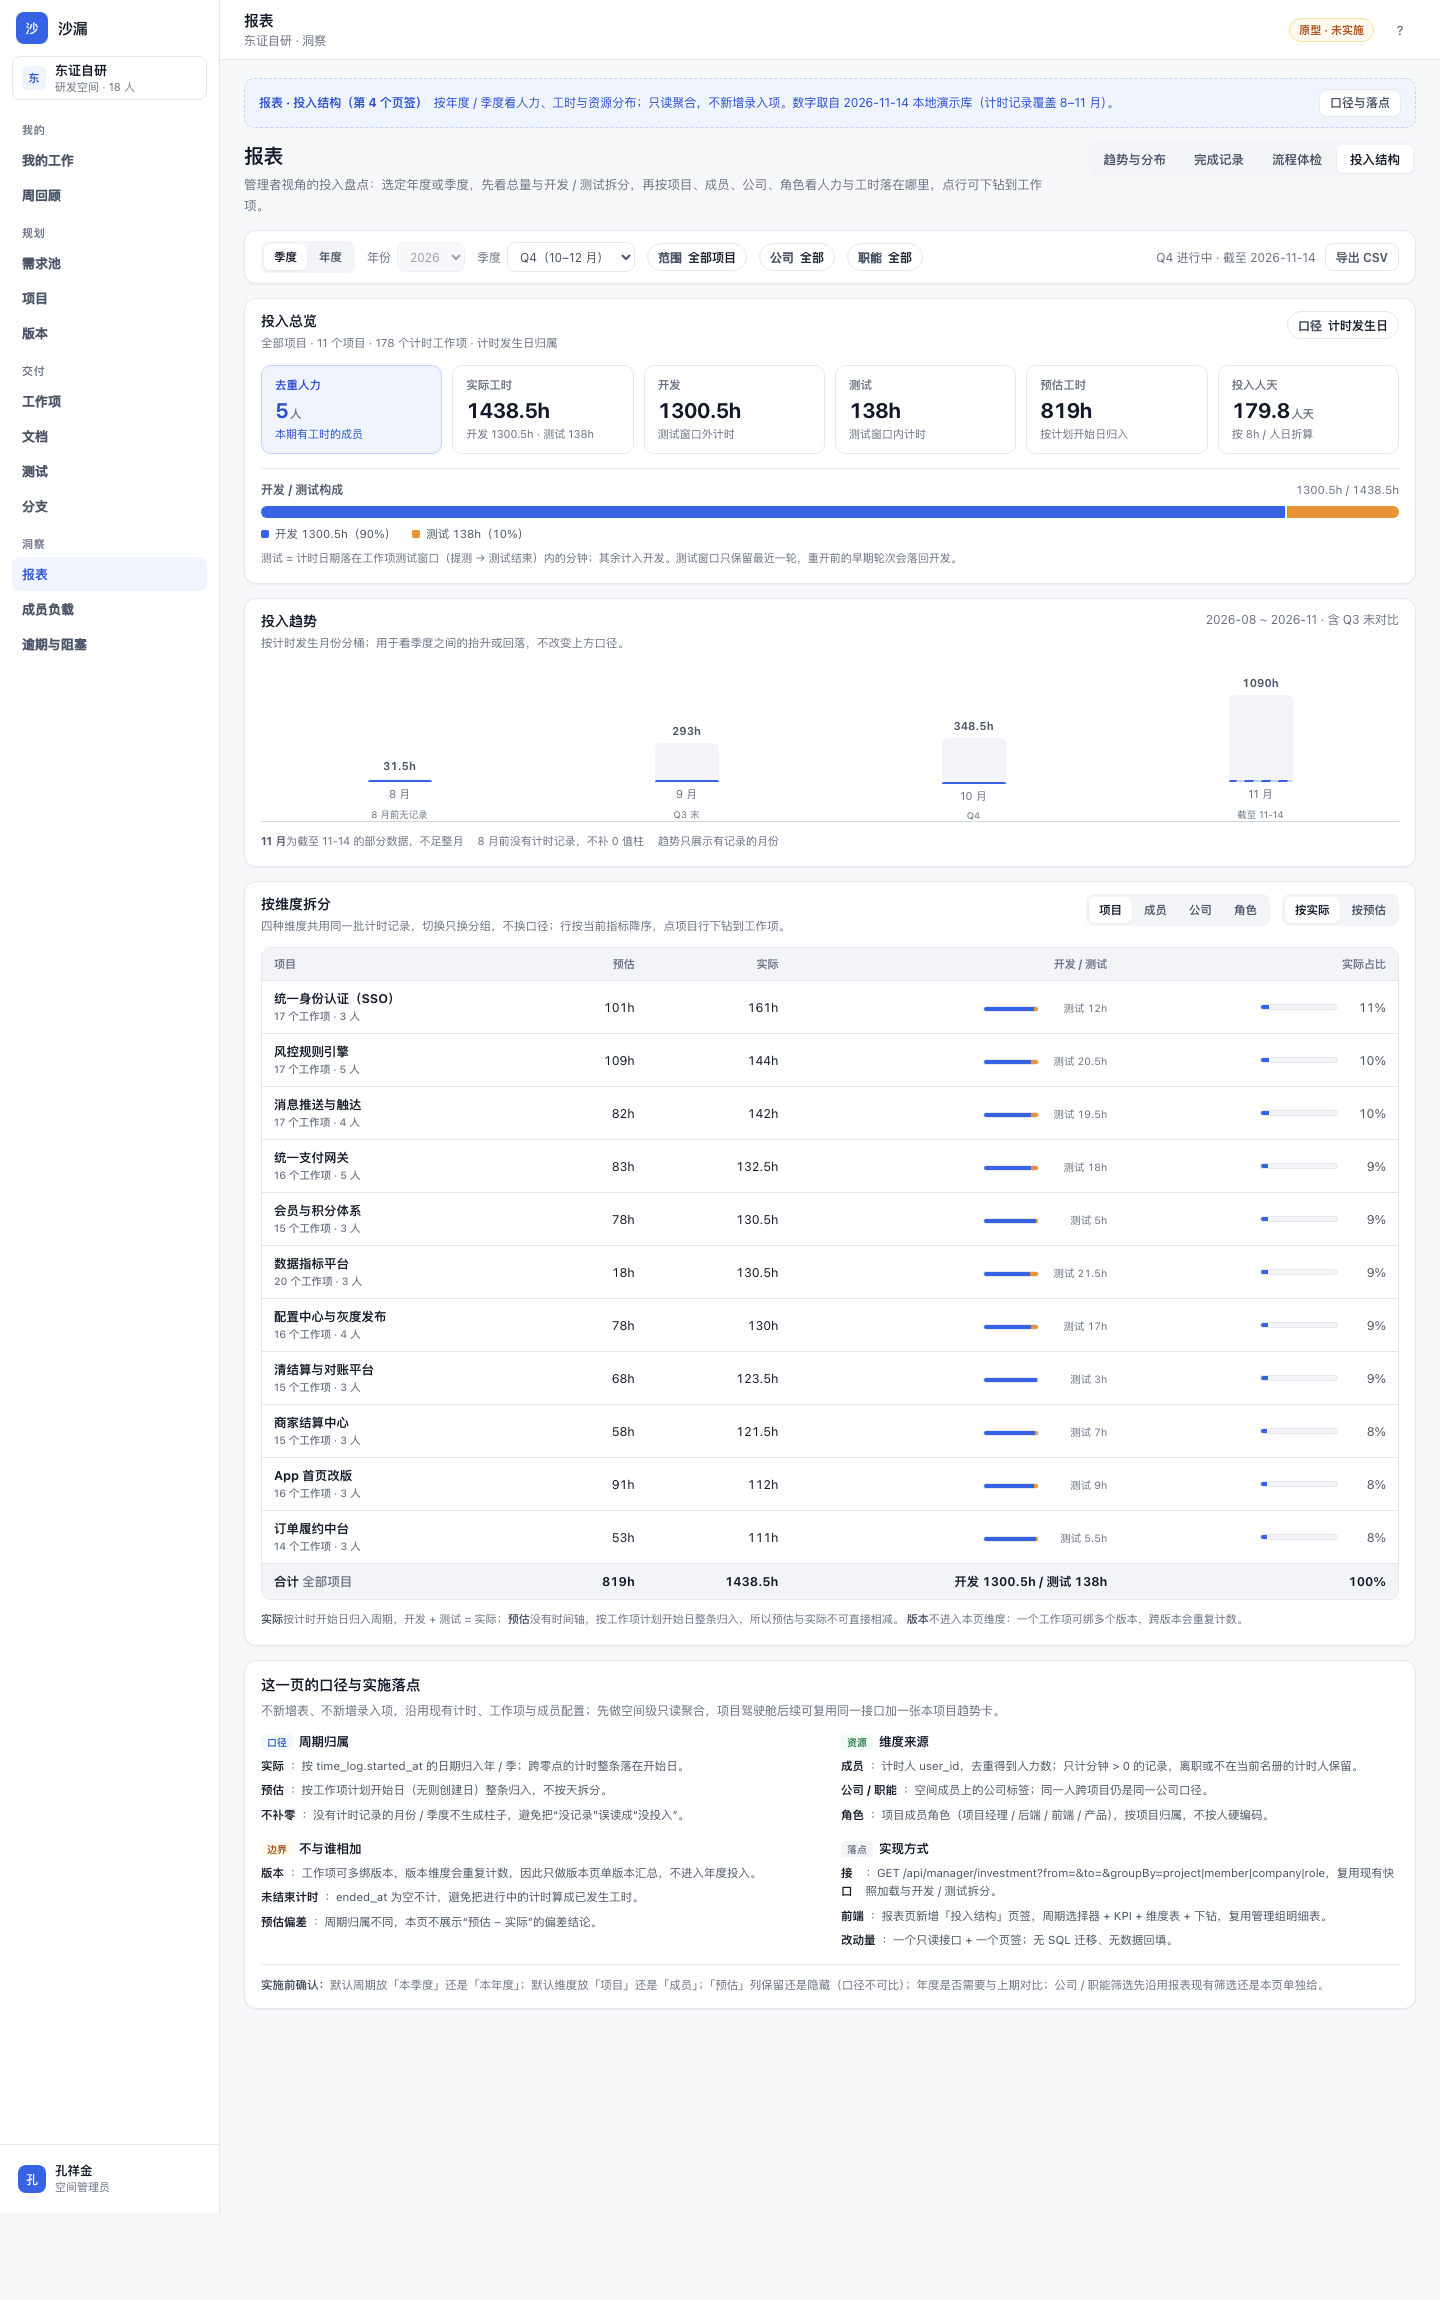 沙
沙漏
东
东证自研
研发空间 · 18 人
我的
我的工作
周回顾
规划
需求池
项目
版本
交付
工作项
文档
测试
分支
洞察
报表
成员负载
逾期与阻塞
孔
孔祥金
空间管理员
报表
东证自研 · 洞察
原型 · 未实施
?
报表 · 投入结构（第 4 个页签） 按年度 / 季度看人力、工时与资源分布；只读聚合，不新增录入项。数字取自 2026-11-14 本地演示库（计时记录覆盖 8–11 月）。
口径与落点
报表
管理者视角的投入盘点：选定年度或季度，先看总量与开发 / 测试拆分，再按项目、成员、公司、角色看人力与工时落在哪里，点行可下钻到工作
项。
趋势与分布 完成记录 流程体检 投入结构
季度 年度 年份 2026 季度 Q4（10–12 月） 范围 全部项目 公司 全部 职能 全部
Q4 进行中 · 截至 2026-11-14 导出 CSV
投入总览
全部项目 · 11 个项目 · 178 个计时工作项 · 计时发生日归属
口径 计时发生日
去重人力
5人
本期有工时的成员
实际工时
1438.5h
开发 1300.5h · 测试 138h
开发
1300.5h
测试窗口外计时
测试
138h
测试窗口内计时
预估工时
819h
按计划开始日归入
投入人天
179.8人天
按 8h / 人日折算
开发 / 测试构成 1300.5h / 1438.5h
开发 1300.5h（90%） 测试 138h（10%）
测试 = 计时日期落在工作项测试窗口（提测 → 测试结束）内的分钟；其余计入开发。测试窗口只保留最近一轮，重开前的早期轮次会落回开发。
投入趋势
2026-08 ~ 2026-11 · 含 Q3 末对比
按计时发生月份分桶；用于看季度之间的抬升或回落，不改变上方口径。
31.5h
8 月
8 月前无记录
293h
9 月
Q3 末
348.5h
10 月
Q4
1090h
11 月
截至 11-14
11 月为截至 11-14 的部分数据，不足整月 8 月前没有计时记录，不补 0 值柱 趋势只展示有记录的月份
按维度拆分
四种维度共用同一批计时记录，切换只换分组，不换口径；行按当前指标降序，点项目行下钻到工作项。
项目 成员 公司 角色 按实际 按预估
项目 预估 实际 开发 / 测试 实际占比
统一身份认证（SSO）
17 个工作项 · 3 人
101h 161h 测试 12h 11%
风控规则引擎
17 个工作项 · 5 人
109h 144h 测试 20.5h 10%
消息推送与触达
17 个工作项 · 4 人
82h 142h 测试 19.5h 10%
统一支付网关
16 个工作项 · 5 人
83h 132.5h 测试 18h 9%
会员与积分体系
15 个工作项 · 3 人
78h 130.5h 测试 5h 9%
数据指标平台
20 个工作项 · 3 人
18h 130.5h 测试 21.5h 9%
配置中心与灰度发布
16 个工作项 · 4 人
78h 130h 测试 17h 9%
清结算与对账平台
15 个工作项 · 3 人
68h 123.5h 测试 3h 9%
商家结算中心
15 个工作项 · 3 人
58h 121.5h 测试 7h 8%
App 首页改版
16 个工作项 · 3 人
91h 112h 测试 9h 8%
订单履约中台
14 个工作项 · 3 人
53h 111h 测试 5.5h 8%
合计 全部项目 819h 1438.5h 开发 1300.5h / 测试 138h 100%
实际按计时开始日归入周期，开发 + 测试 = 实际；预估没有时间轴，按工作项计划开始日整条归入，所以预估与实际不可直接相减。 版本不进入本页维度：一个工作项可绑多个版本，跨版本会重复计数。
这一页的口径与实施落点
不新增表、不新增录入项，沿用现有计时、工作项与成员配置；先做空间级只读聚合，项目驾驶舱后续可复用同一接口加一张本项目趋势卡。
口径 周期归属
实际 ： 按 time_log.started_at 的日期归入年 / 季；跨零点的计时整条落在开始日。
预估 ： 按工作项计划开始日（无则创建日）整条归入，不按天拆分。
不补零 ： 没有计时记录的月份 / 季度不生成柱子，避免把“没记录”误读成“没投入”。
资源 维度来源
成员 ： 计时人 user_id，去重得到人力数；只计分钟 > 0 的记录，离职或不在当前名册的计时人保留。
公司 / 职能 ： 空间成员上的公司标签；同一人跨项目仍是同一公司口径。
角色 ： 项目成员角色（项目经理 / 后端 / 前端 / 产品），按项目归属，不按人硬编码。
边界 不与谁相加
版本 ： 工作项可多绑版本，版本维度会重复计数，因此只做版本页单版本汇总，不进入年度投入。
未结束计时 ： ended_at 为空不计，避免把进行中的计时算成已发生工时。
预估偏差 ： 周期归属不同，本页不展示“预估 − 实际”的偏差结论。
落点 实现方式
接口 ： GET /api/manager/investment?from=&to=&groupBy=project|member|company|role，复用现有快
照加载与开发 / 测试拆分。
前端 ： 报表页新增「投入结构」页签，周期选择器 + KPI + 维度表 + 下钻，复用管理组明细表。
改动量 ： 一个只读接口 + 一个页签；无 SQL 迁移、无数据回填。
实施前确认：默认周期放「本季度」还是「本年度」；默认维度放「项目」还是「成员」；「预估」列保留还是隐藏（口径不可比）；年度是否需要与上期对比；公司 / 职能筛选先沿用报表现有筛选还是本页单独给。